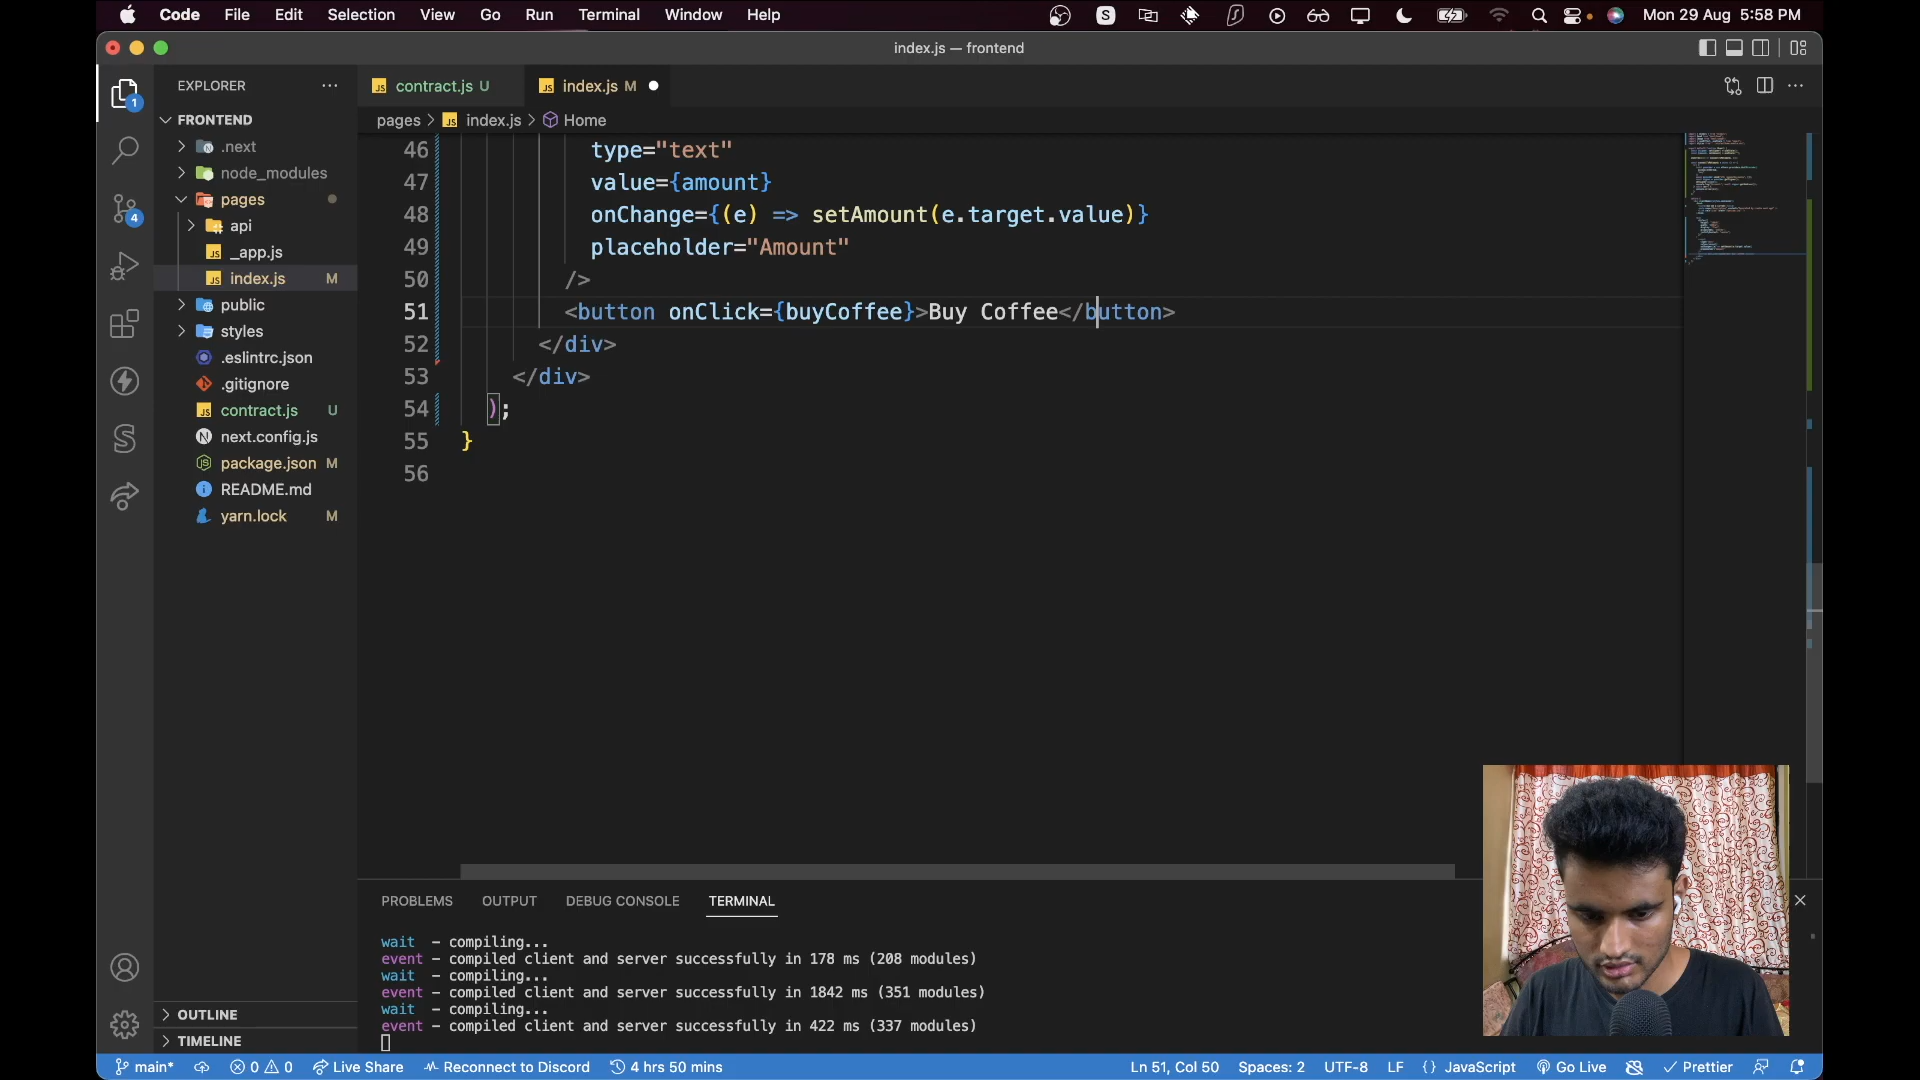 Code File Edit Selection View Go Run Terminal Window Help S Mon 29 Aug 5:58 PM
index.js — frontend
EXPLORER
contract.js U
index.js M
FRONTEND
pages > index.js > Home
.next
node_modules
pages
api
_app.js
index.js M
public
styles
.eslintrc.json
.gitignore
contract.js U
next.config.js
package.json M
README.md
yarn.lock M
OUTLINE
TIMELINE
1
4
46 type="text"
47 value={amount}
48 onChange={(e) => setAmount(e.target.value)}
49 placeholder="Amount"
50 />
51 <button onClick={buyCoffee}>Buy Coffee</button>
52 </div>
53 </div>
54 );
55 }
56
PROBLEMS OUTPUT DEBUG CONSOLE TERMINAL
wait - compiling...
event - compiled client and server successfully in 178 ms (208 modules)
wait - compiling...
event - compiled client and server successfully in 1842 ms (351 modules)
wait - compiling...
event - compiled client and server successfully in 422 ms (337 modules)
main* 0 0 Live Share Reconnect to Discord 4 hrs 50 mins Ln 51, Col 50 Spaces: 2 UTF-8 LF {} JavaScript Go Live Prettier